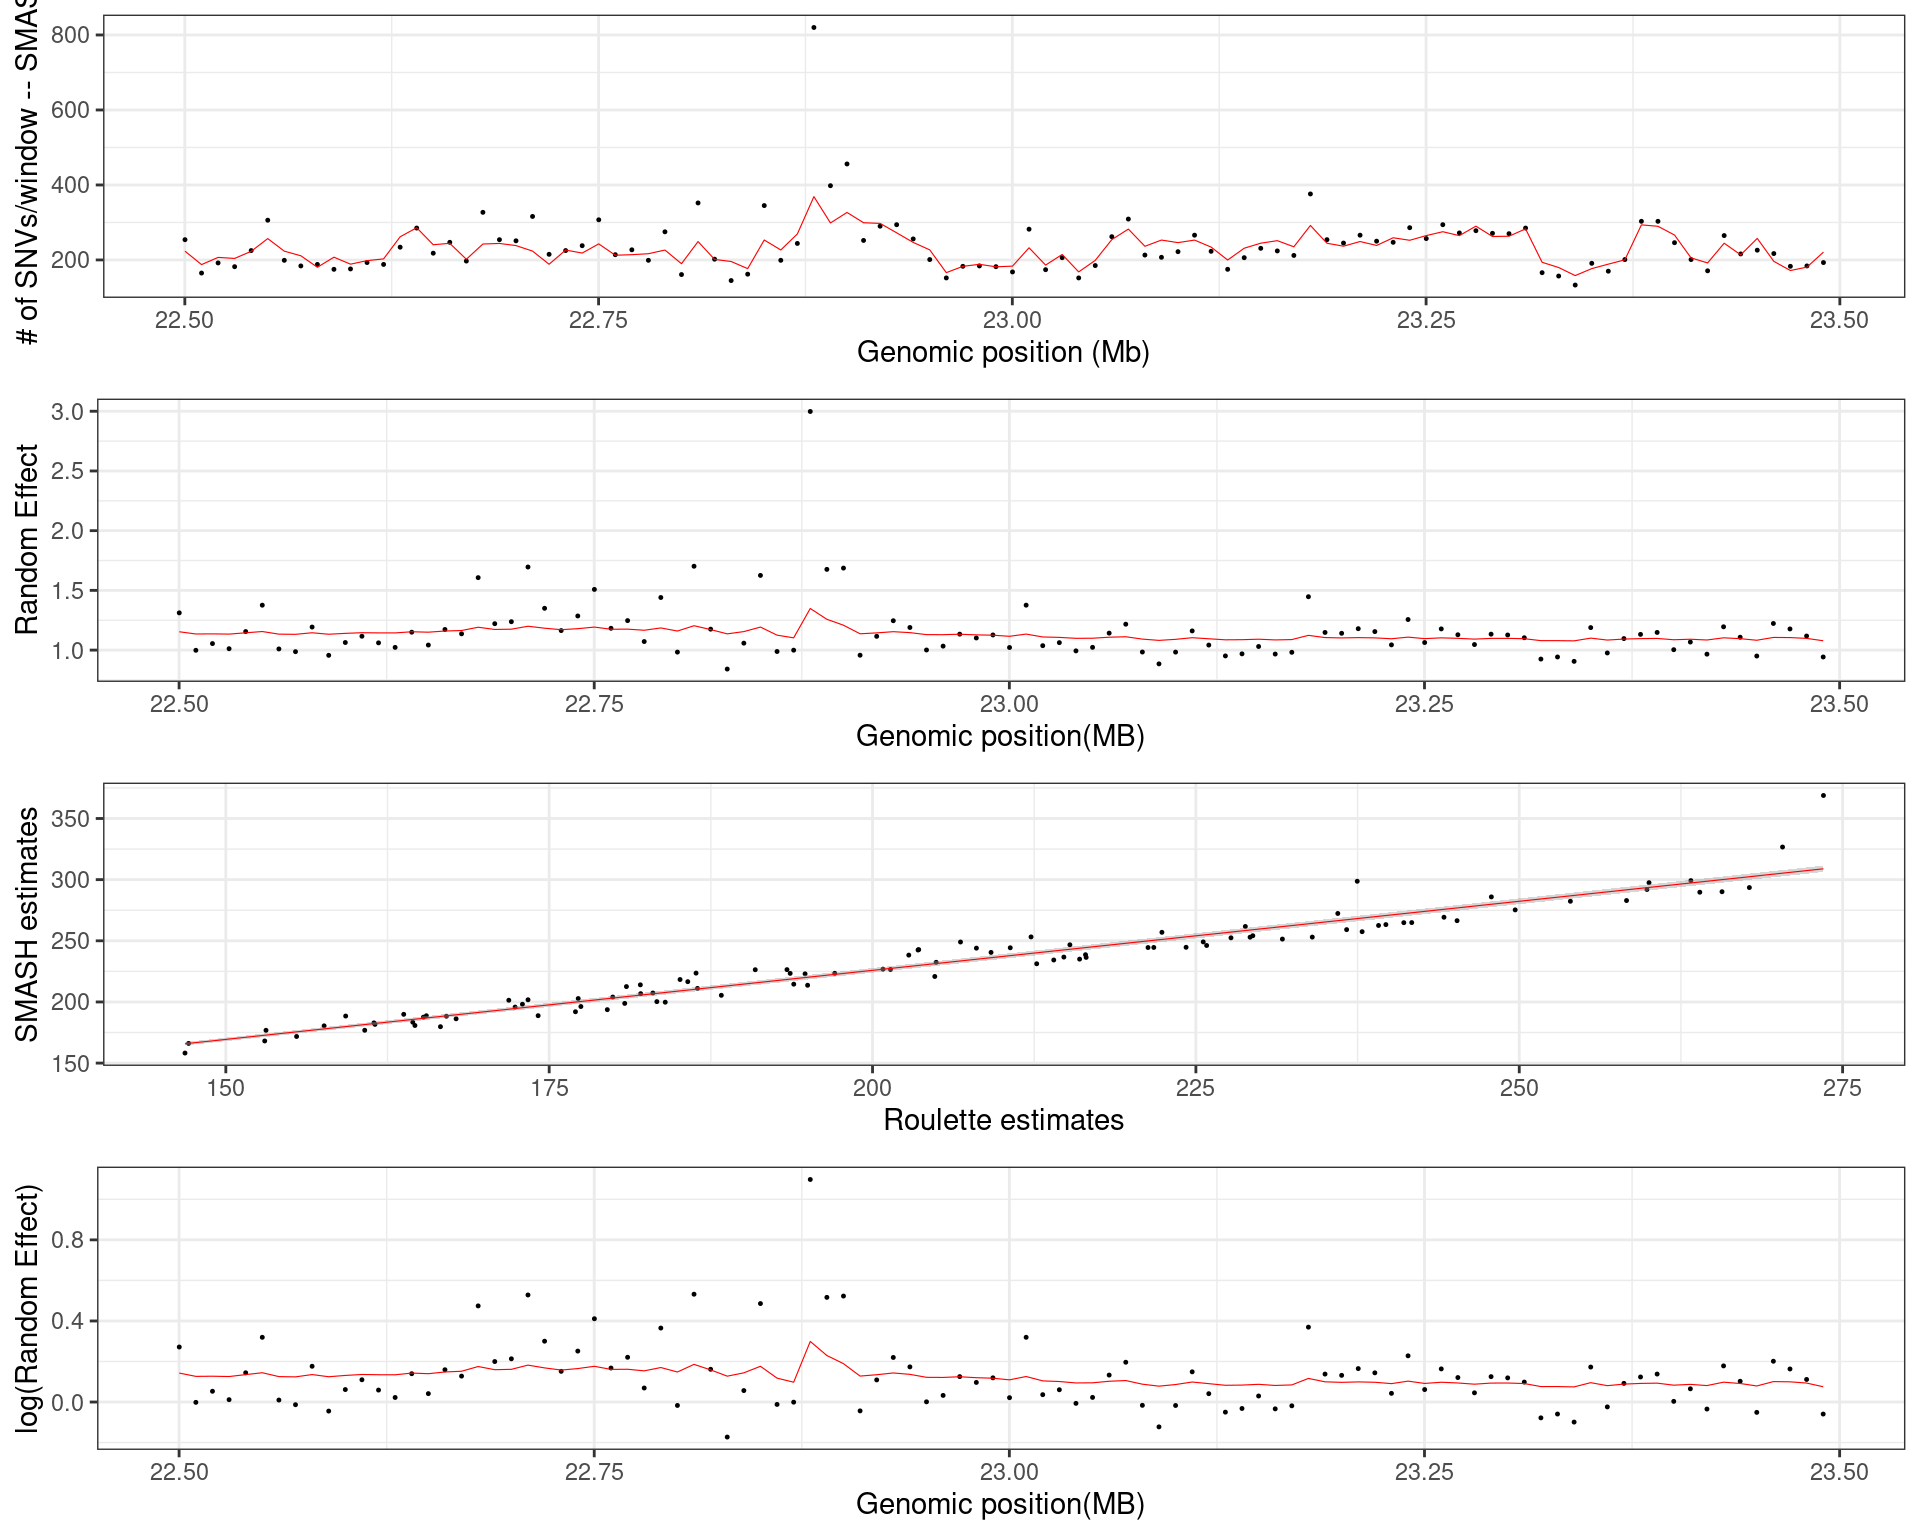 # of SNVs/window -- SMAS
800
600
400
200
22.50 22.75 23.00 23.25 23.50
Genomic position (Mb)
Random Effect
3.0
2.5
2.0
1.5
1.0
22.50 22.75 23.00 23.25 23.50
Genomic position(MB)
SMASH estimates
350
300
250
200
150
150 175 200 225 250 275
Roulette estimates
log(Random Effect)
0.8
0.4
0.0
22.50 22.75 23.00 23.25 23.50
Genomic position(MB)